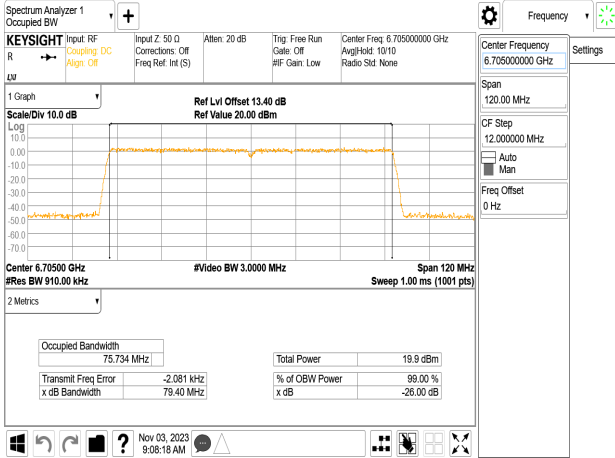 Spectrum Analyzer 1
Occupied BW
KEYSIGHT
R
Input: RF
Coupling: DC
Align: Off
Input Z: 50 Ω
Corrections: Off
Freq Ref: Int (S)
Atten: 20 dB
Trig: Free Run
Gate: Off
#IF Gain: Low
Center Freq: 6.705000000 GHz
Avg|Hold: 10/10
Radio Std: None
1 Graph
Scale/Div 10.0 dB
Ref Lvl Offset 13.40 dB
Ref Value 20.00 dBm
Log
10.0
0.00
-10.0
-20.0
-30.0
-40.0
-50.0
-60.0
-70.0
Center 6.70500 GHz
#Res BW 910.00 kHz
#Video BW 3.0000 MHz
Span 120 MHz
Sweep 1.00 ms (1001 pts)
2 Metrics
Occupied Bandwidth
75.734 MHz
Transmit Freq Error -2.081 kHz
x dB Bandwidth 79.40 MHz
Total Power 19.9 dBm
% of OBW Power 99.00 %
x dB -26.00 dB
Nov 03, 2023
9:08:18 AM
Frequency
Settings
Center Frequency
6.705000000 GHz
Span
120.00 MHz
CF Step
12.000000 MHz
Auto
Man
Freq Offset
0 Hz